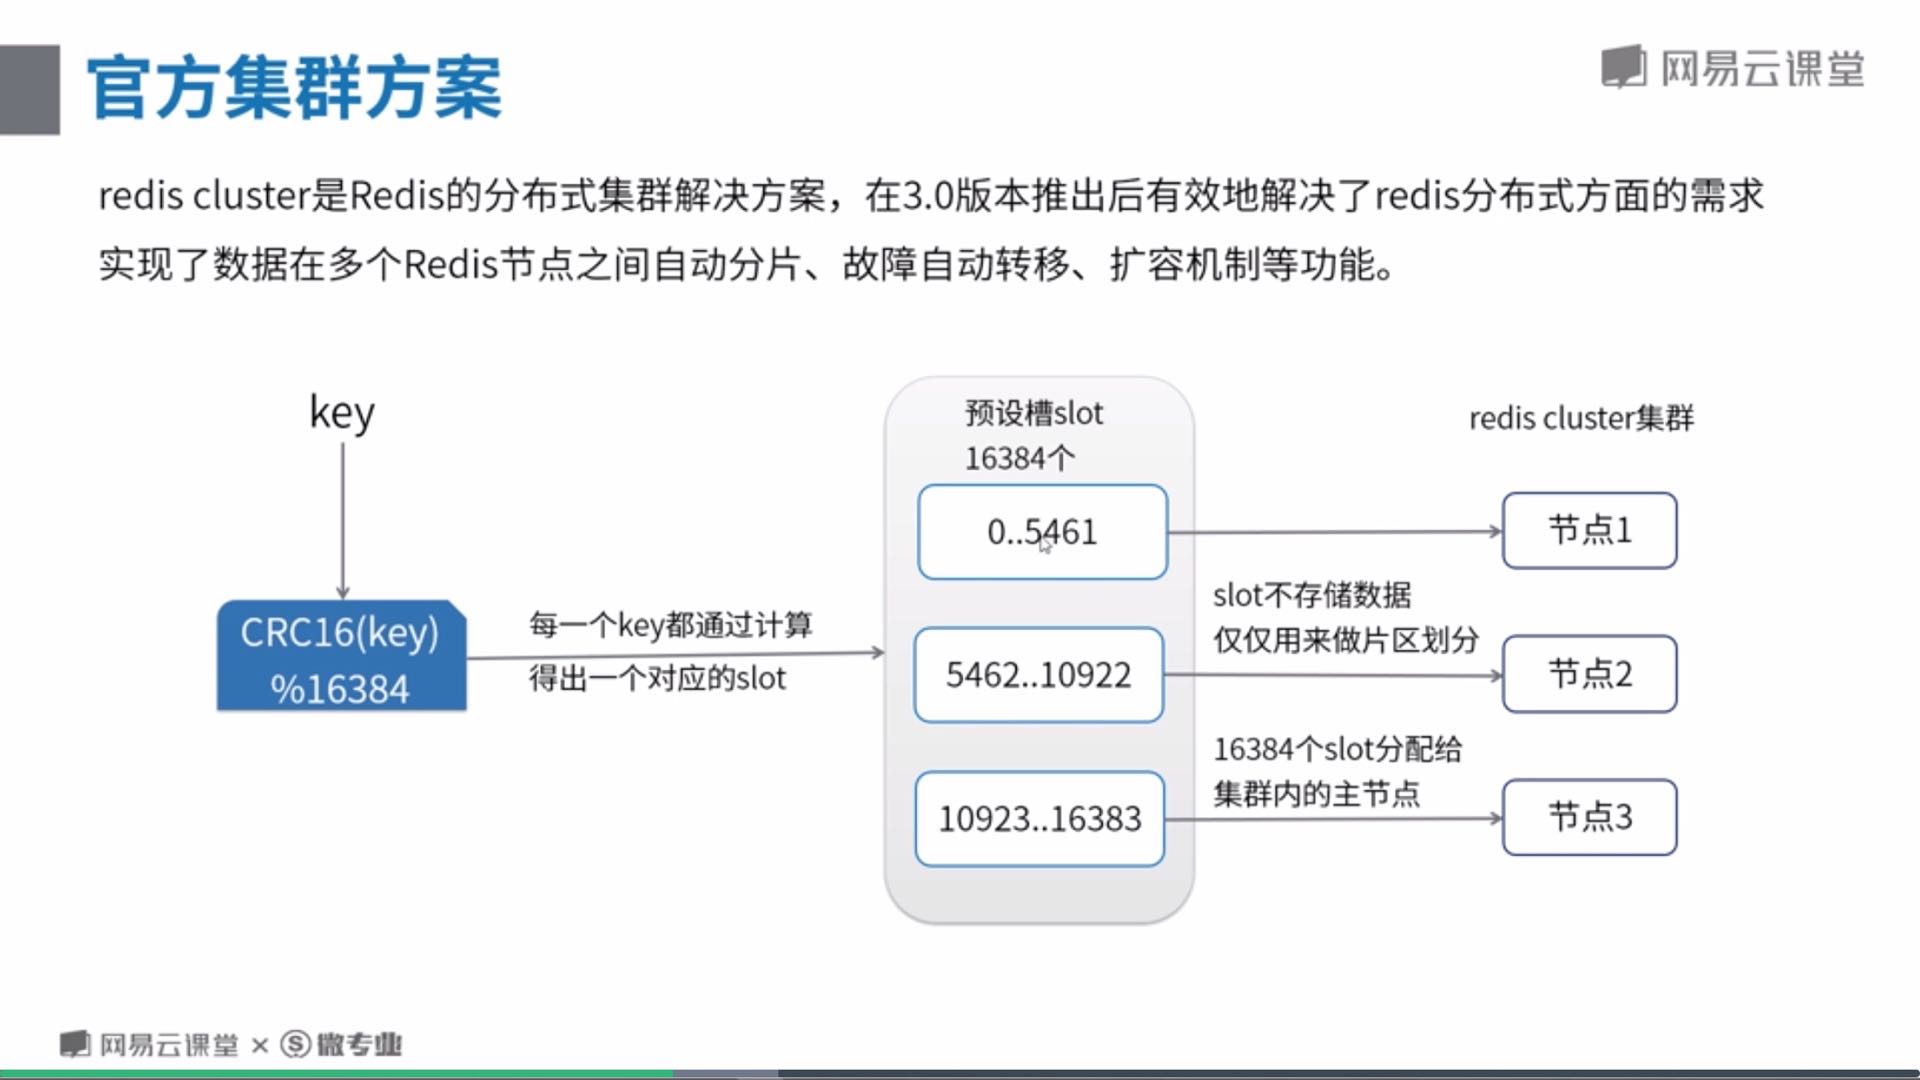 官方集群方案
网易云课堂
redis cluster是Redis的分布式集群解决方案，在3.0版本推出后有效地解决了redis分布式方面的需求
实现了数据在多个Redis节点之间自动分片、故障自动转移、扩容机制等功能。
key
CRC16(key)
%16384
每一个key都通过计算
得出一个对应的slot
预设槽slot
16384个
0..5461
5462..10922
10923..16383
slot不存储数据
仅仅用来做片区划分
16384个slot分配给
集群内的主节点
redis cluster集群
节点1
节点2
节点3
网易云课堂 × 微专业